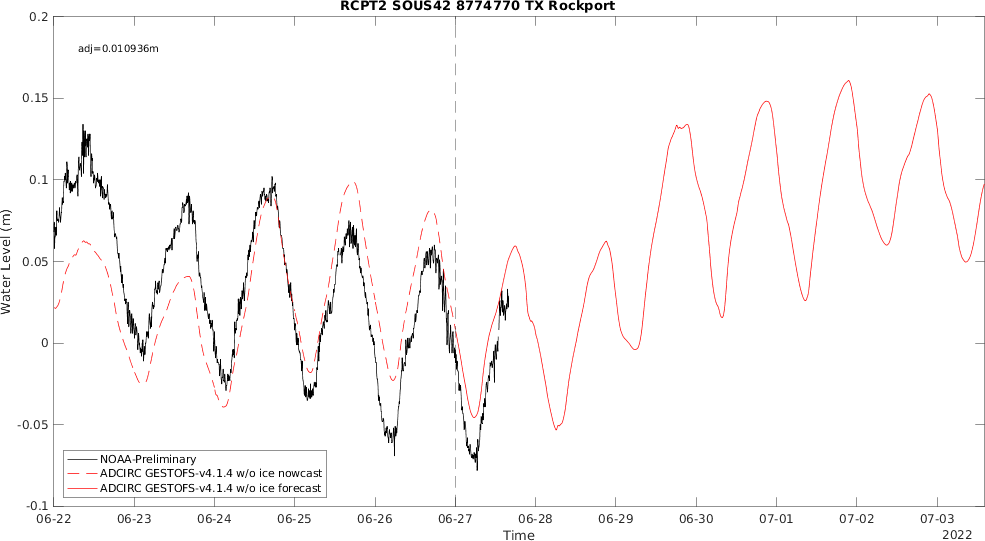 RCPT2 SOUS42 8774770 TX Rockport
adj=0.010936m
0.2
0.15
0.1
0.05
0
-0.05
-0.1
Water Level (m)
NOAA-Preliminary
ADCIRC GESTOFS-v4.1.4 w/o ice nowcast
ADCIRC GESTOFS-v4.1.4 w/o ice forecast
06-22 06-23 06-24 06-25 06-26 06-27 06-28 06-29 06-30 07-01 07-02 07-03
Time
2022